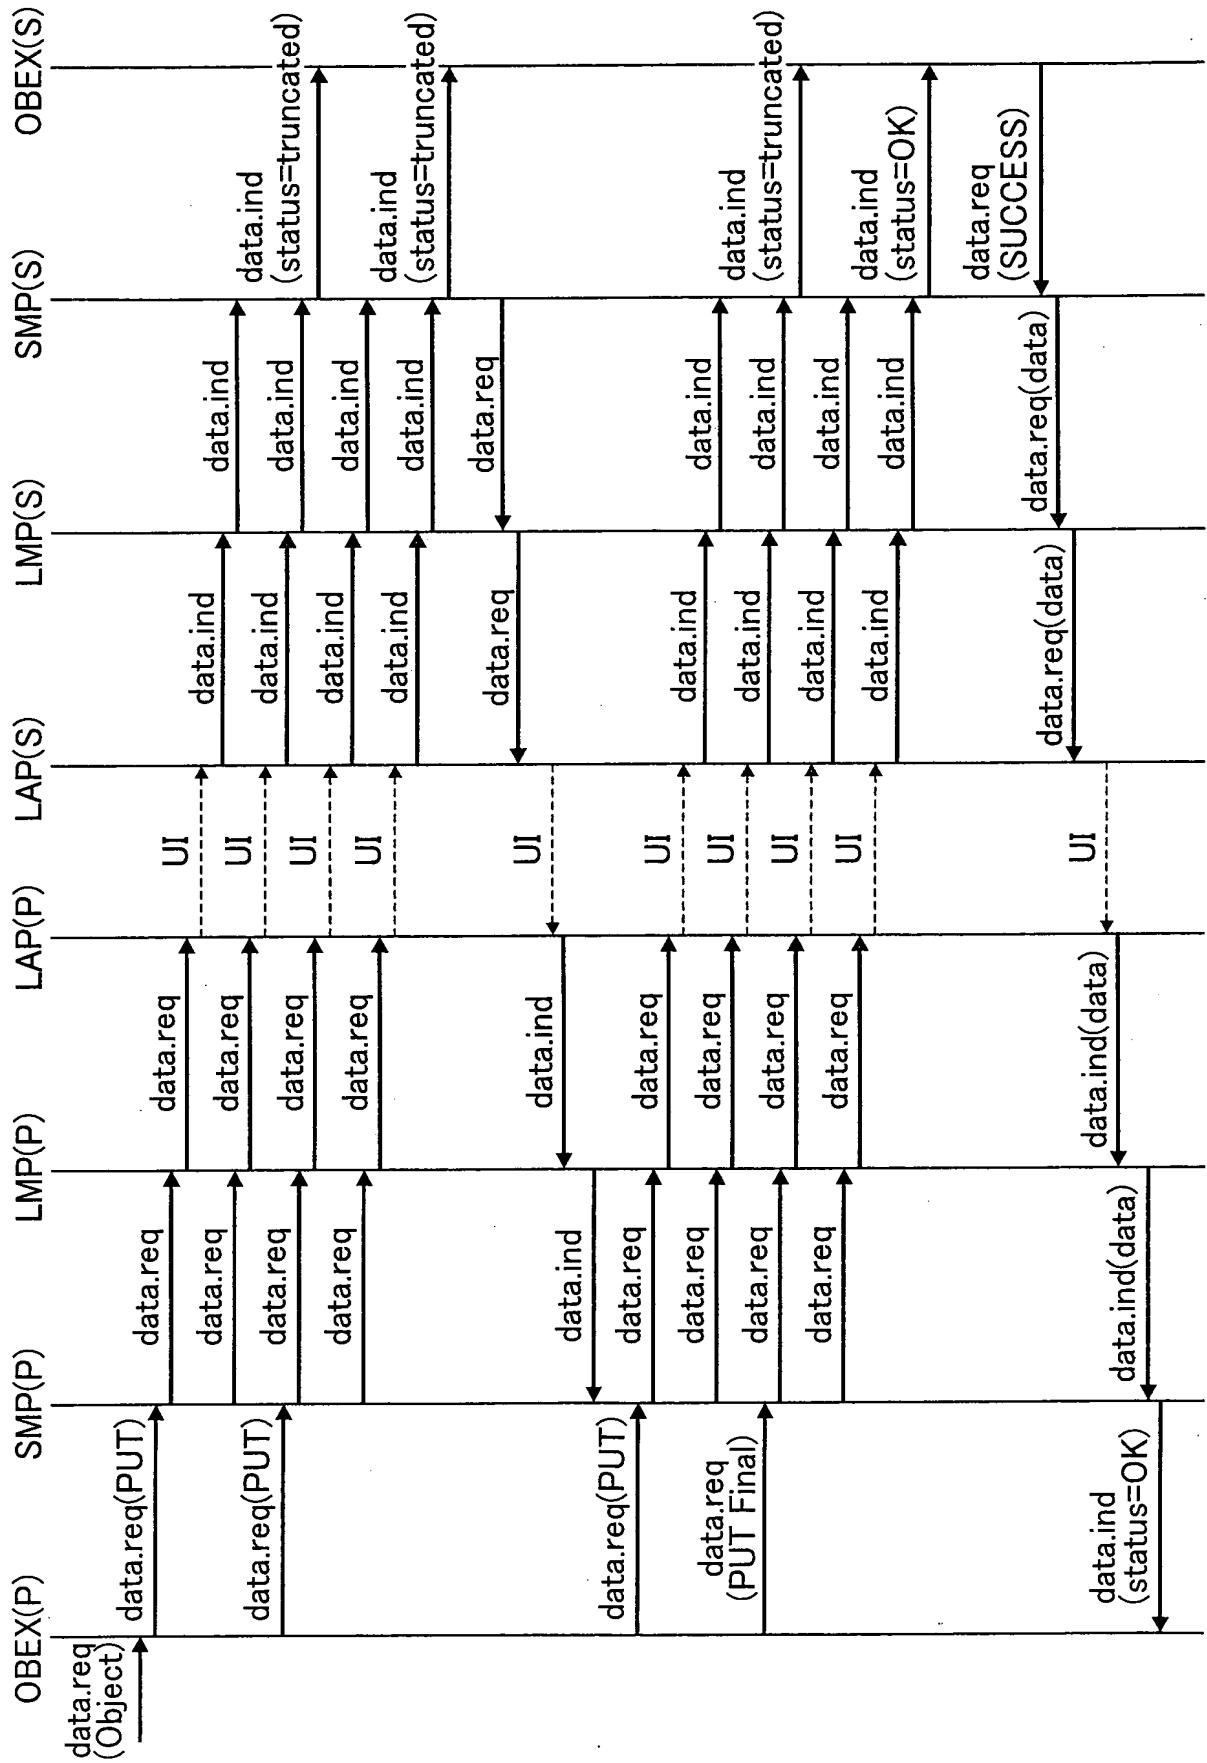 OBEX(P)
SMP(P)
LMP(P)
LAP(P)
LAP(S)
LMP(S)
SMP(S)
OBEX(S)
data.req
(Object)
data.req(PUT)
data.req(PUT)
data.req(PUT)
data.req
(PUT Final)
data.ind
(status=OK)
data.req
data.req
data.req
data.req
data.ind
data.req
data.req
data.req
data.req
data.ind(data)
data.req
data.req
data.req
data.req
data.ind
data.req
data.req
data.req
data.req
data.ind(data)
UI
UI
UI
UI
UI
UI
UI
UI
UI
UI
data.ind
data.ind
data.ind
data.ind
data.req
data.ind
data.ind
data.ind
data.ind
data.req(data)
data.ind
data.ind
data.ind
data.ind
data.req
data.ind
data.ind
data.ind
data.ind
data.req(data)
data.ind
(status=truncated)
data.ind
(status=truncated)
data.ind
(status=truncated)
data.ind
(status=OK)
data.req
(SUCCESS)